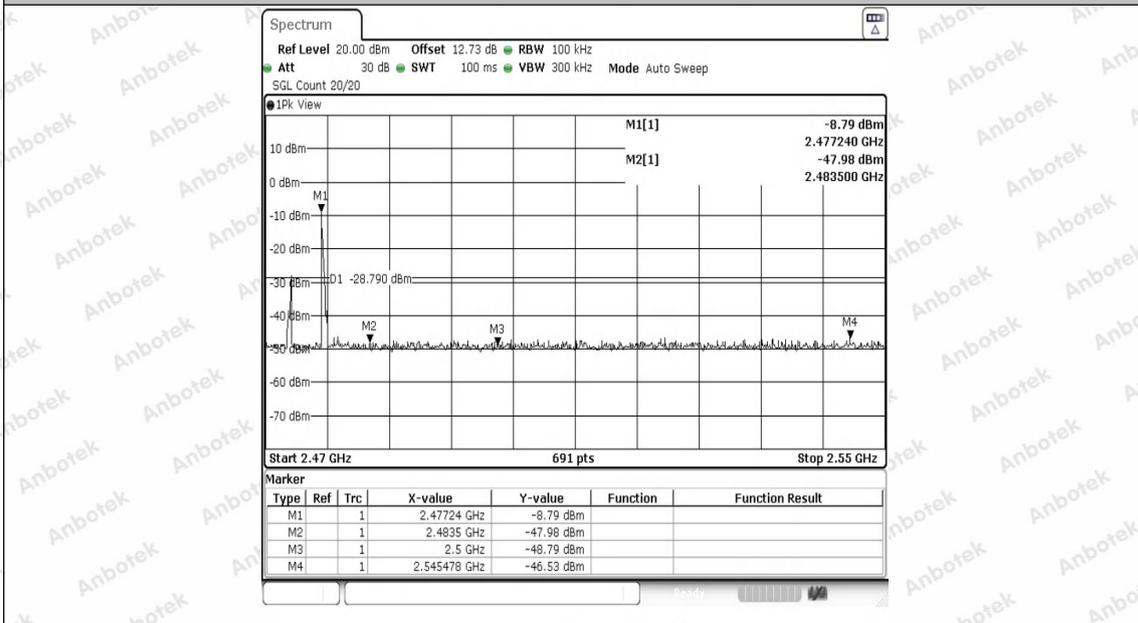 Spectrum
Ref Level 20.00 dBm Offset 12.73 dB RBW 100 kHz
Att 30 dB SWT 100 ms VBW 300 kHz Mode Auto Sweep
SGL Count 20/20
1Pk View
M1[1] -8.79 dBm
2.477240 GHz
M2[1] -47.98 dBm
2.483500 GHz
10 dBm
0 dBm
M1
-10 dBm
-20 dBm
-30 dBm
D1 -28.790 dBm
-40 dBm
M2
M3
M4
-50 dBm
-60 dBm
-70 dBm
Start 2.47 GHz 691 pts Stop 2.55 GHz
Marker
Type Ref Trc X-value Y-value Function Function Result
M1 1 2.47724 GHz -8.79 dBm
M2 1 2.4835 GHz -47.98 dBm
M3 1 2.5 GHz -48.79 dBm
M4 1 2.545478 GHz -46.53 dBm
Ready
Anbotek